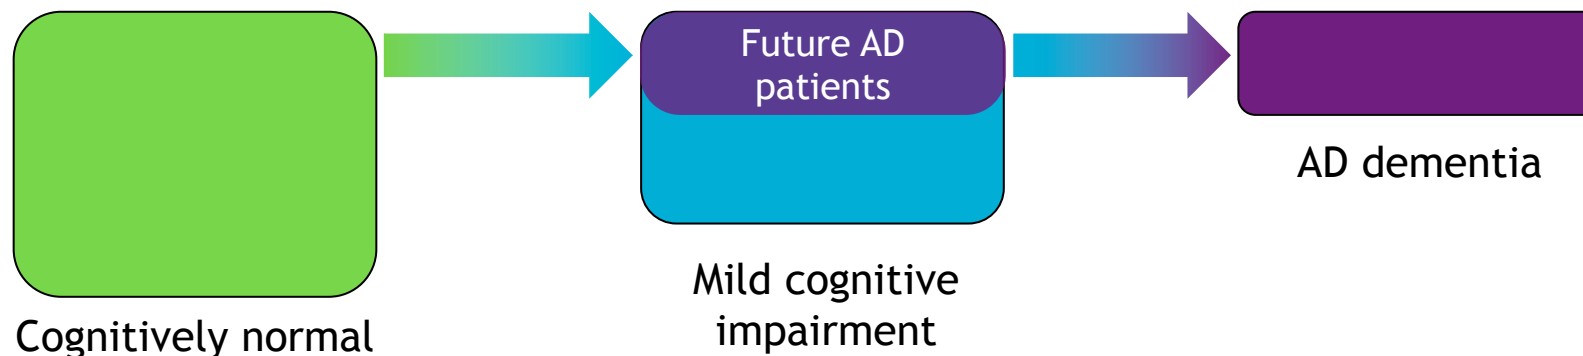 Future AD
patients
AD dementia
Mild cognitive
impairment
Cognitively normal